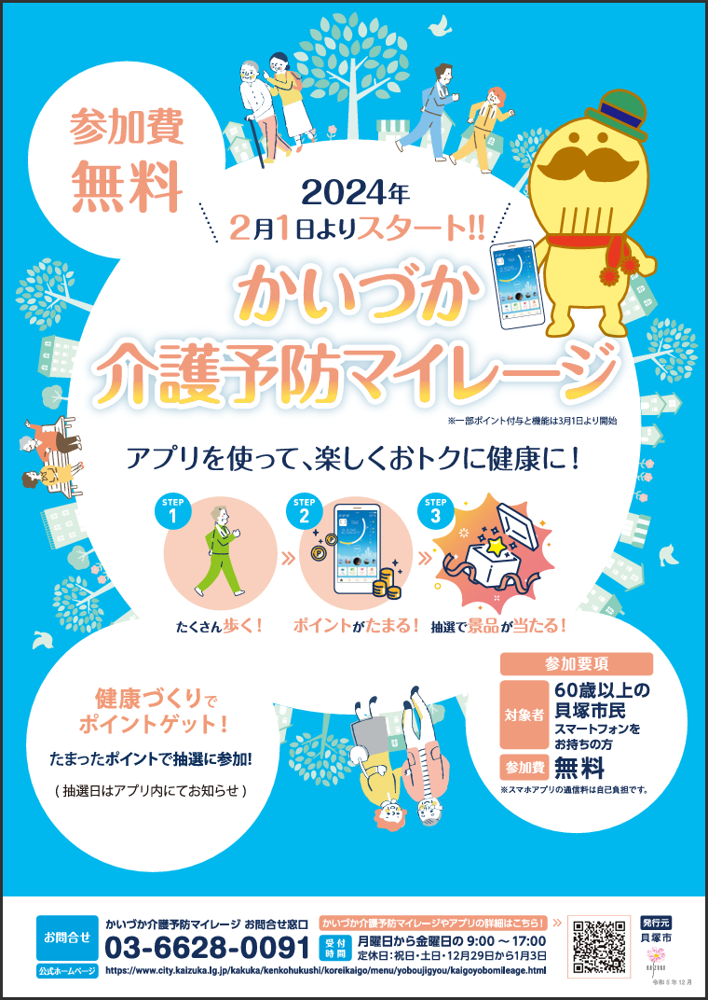 参加費
無料
2024年
2月1日よりスタート!!
かいづか
介護予防マイレージ
※一部ポイント付与と機能は3月1日より開始
アプリを使って、楽しくおトクに健康に！
STEP
1
STEP
2
STEP
3
たくさん歩く！
ポイントがたまる！
抽選で景品が当たる！
健康づくりで
ポイントゲット！
たまったポイントで抽選に参加!
( 抽選日はアプリ内にてお知らせ )
参加要項
対象者
60歳以上の
貝塚市民
スマートフォンを
お持ちの方
参加費
無料
※スマホアプリの通信料は自己負担です。
お問合せ
かいづか介護予防マイレージ お問合せ窓口
03-6628-0091
かいづか介護予防マイレージやアプリの詳細はこちら！
受付
時間
月曜日から金曜日の 9:00 ～ 17:00
定休日：祝日・土日・12月29日から1月3日
公式ホームページ
https://www.city.kaizuka.lg.jp/kakuka/kenkohukushi/koreikaigo/menu/yoboujigyou/kaigoyobomileage.html
発行元
貝塚市
KAIZUKA
令和5年12月